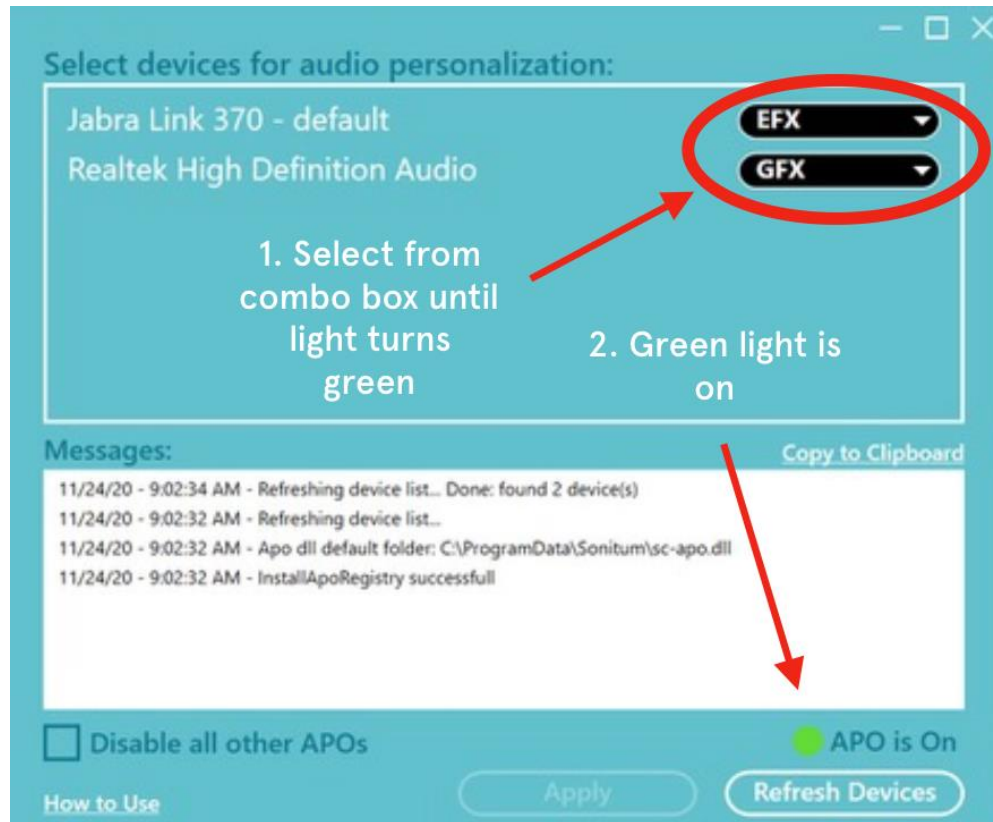 Select devices for audio personalization:
Jabra Link 370 - default
EFX
Realtek High Definition Audio
GFX
1. Select from
combo box until
light turns
green
2. Green light is
on
Messages:
Copy to Clipboard
11/24/20 - 9:02:34 AM - Refreshing device list... Done: found 2 device(s)
11/24/20 - 9:02:32 AM - Refreshing device list...
11/24/20 - 9:02:32 AM - Apo dll default folder: C:\ProgramData\Sonitum\sc-apo.dll
11/24/20 - 9:02:32 AM - InstallApoRegistry successfull
Disable all other APOs
APO is On
How to Use
Apply
Refresh Devices